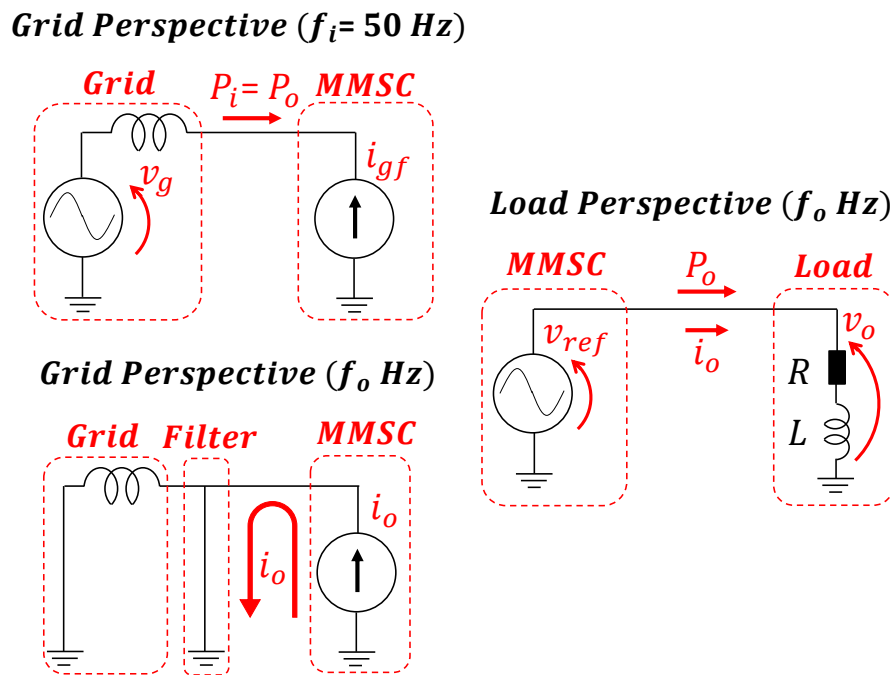 Grid Perspective (f_i= 50 Hz)
Grid
P_i= P_o
MMSC
v_g
i_gf
Load Perspective (f_o Hz)
MMSC
P_o
Load
v_ref
i_o
v_o
R
L
Grid Perspective (f_o Hz)
Grid
Filter
MMSC
i_o
i_o